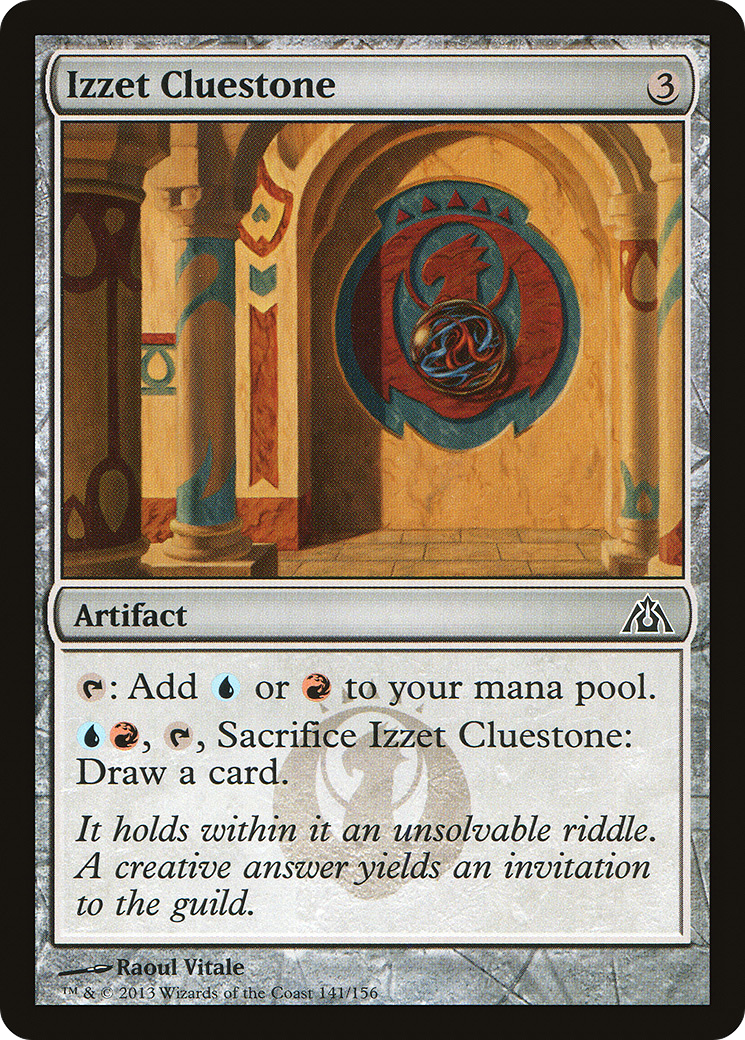 Izzet Cluestone 3
Artifact
: Add or to your mana pool.
, , Sacrifice Izzet Cluestone:
Draw a card.
It holds within it an unsolvable riddle.
A creative answer yields an invitation
to the guild.
Raoul Vitale
™ & © 2013 Wizards of the Coast 141/156